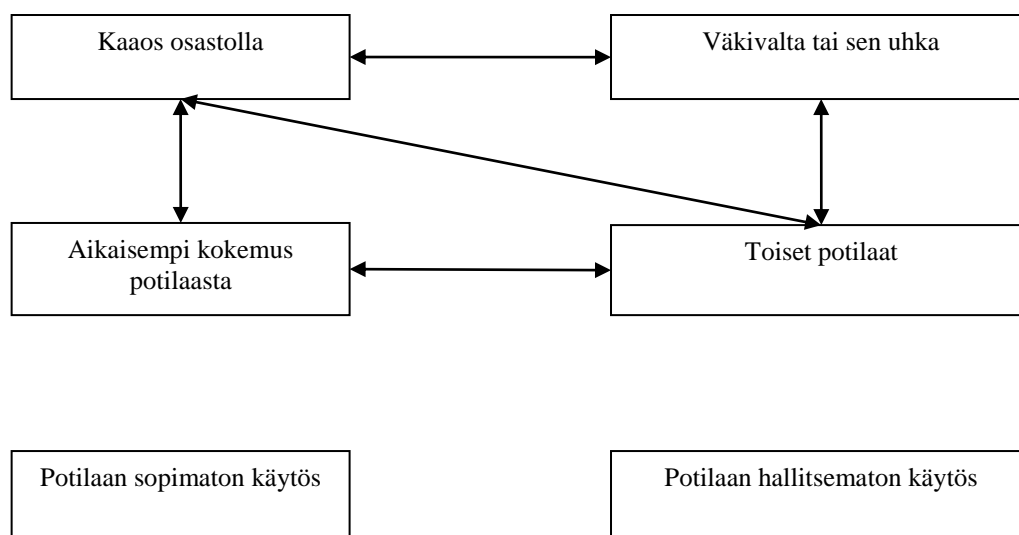 Kaaos osastolla
Väkivalta tai sen uhka
Aikaisempi kokemus
potilaasta
Toiset potilaat
Potilaan sopimaton käytös
Potilaan hallitsematon käytös